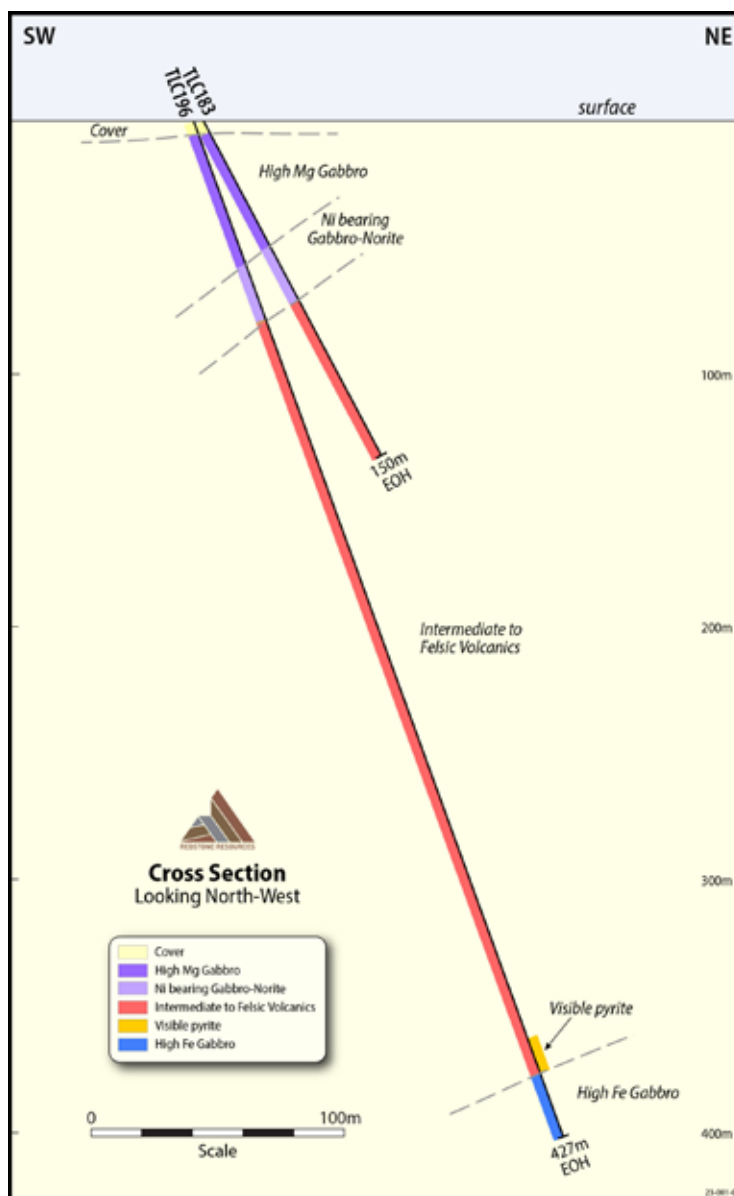 SW
NE
TLC196
TLC183
surface
Cover
High Mg Gabbro
Ni bearing
Gabbro-Norite
100m
150m
EOH
200m
Intermediate to
Felsic Volcanics
REDSTONE RESOURCES
300m
Cross Section
Looking North-West
Cover
High Mg Gabbro
Ni bearing Gabbro-Norite
Intermediate to Felsic Volcanics
Visible pyrite
High Fe Gabbro
Visible pyrite
High Fe Gabbro
0
100m
Scale
400m
427m
EOH